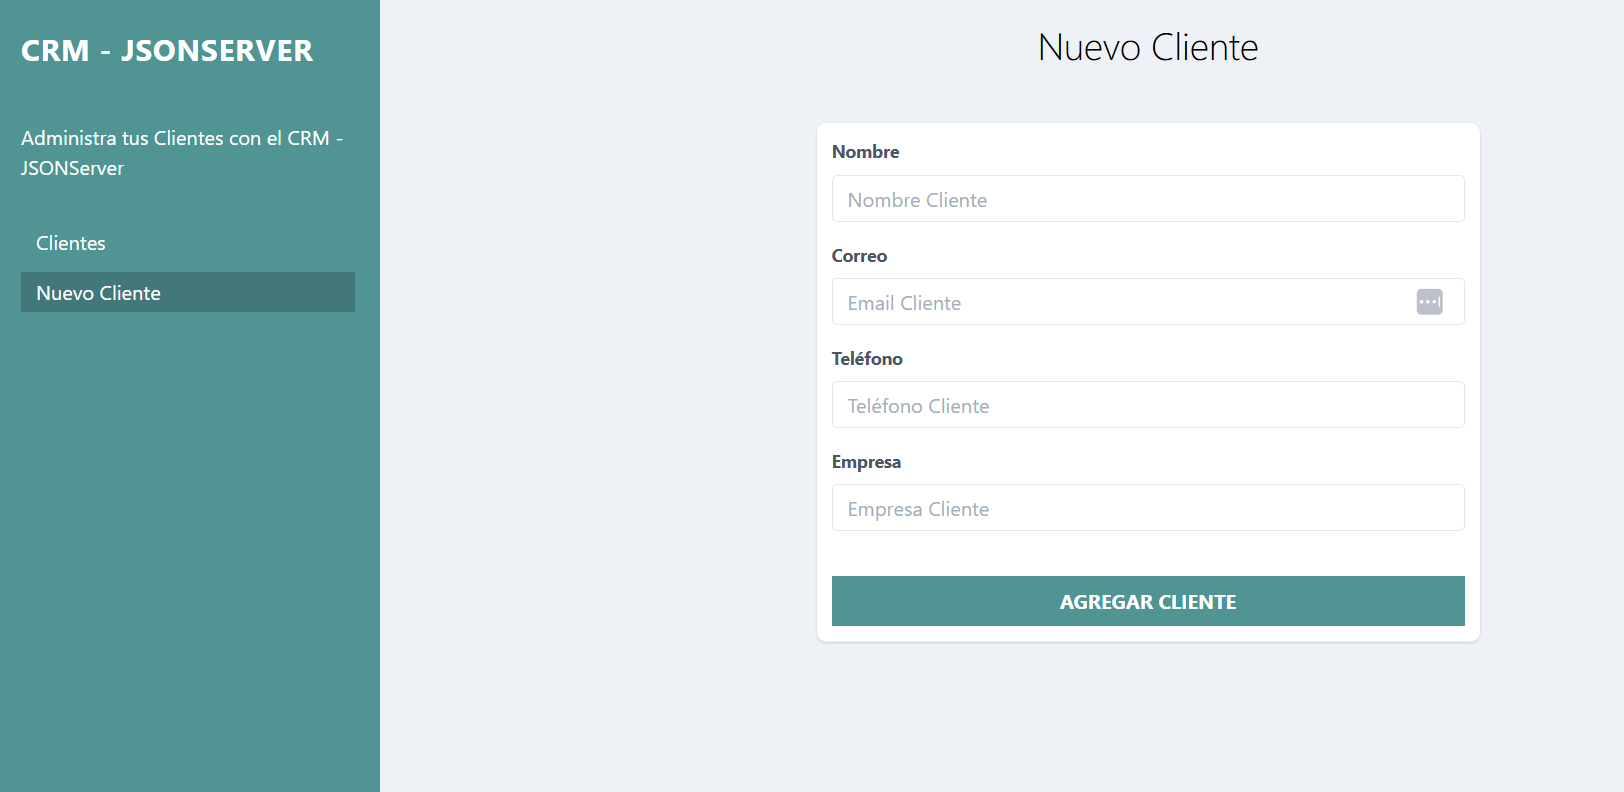 CRM - JSONSERVER
Administra tus Clientes con el CRM -
JSONServer
Clientes
Nuevo Cliente
Nuevo Cliente
Nombre
Nombre Cliente
Correo
Email Cliente
Teléfono
Teléfono Cliente
Empresa
Empresa Cliente
AGREGAR CLIENTE